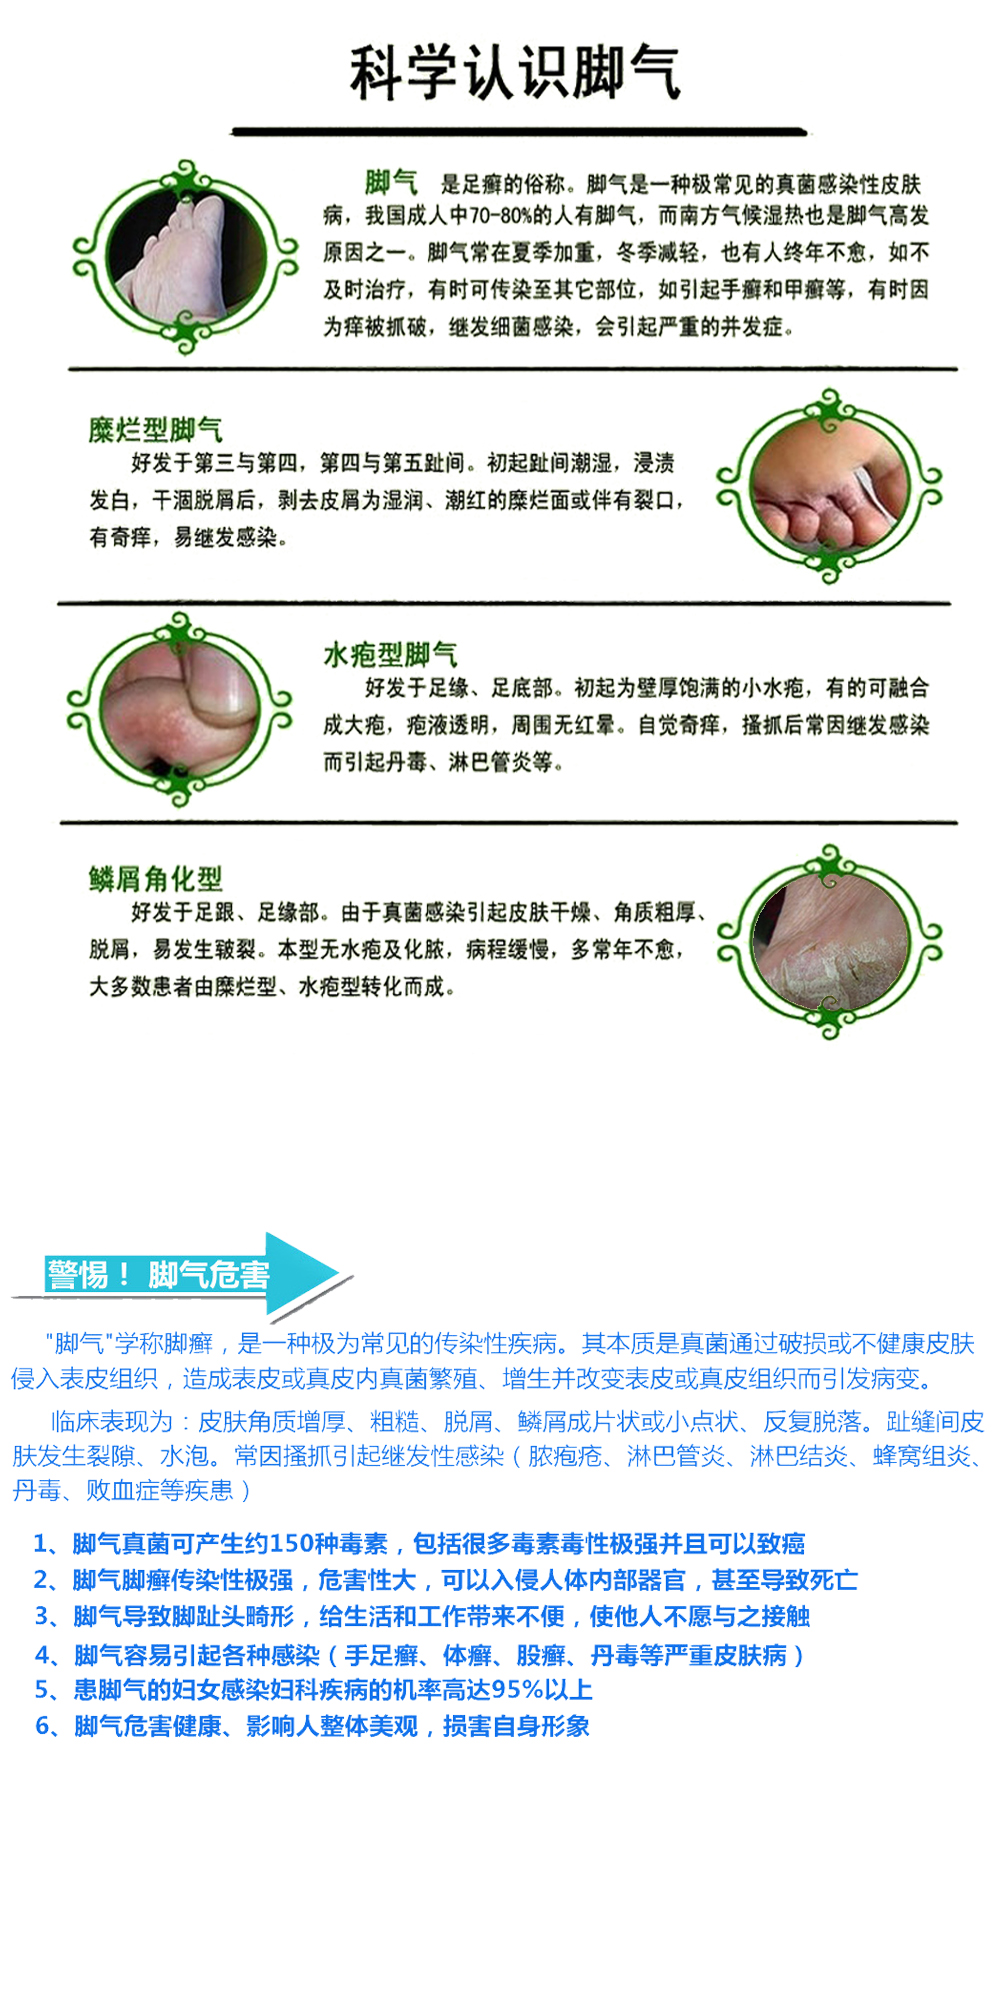 科学认识脚气
脚气 是足癣的俗称。脚气是一种极常见的真菌感染性皮肤
病，我国成人中70-80%的人有脚气，而南方气候湿热也是脚气高发
原因之一。脚气常在夏季加重，冬季减轻，也有人终年不愈，如不
及时治疗，有时可传染至其它部位，如引起手癣和甲癣等，有时因
为痒被抓破，继发细菌感染，会引起严重的并发症。
糜烂型脚气
好发于第三与第四，第四与第五趾间。初起趾间潮湿，浸渍
发白，干涸脱屑后，剥去皮屑为湿润、潮红的糜烂面或伴有裂口，
有奇痒，易继发感染。
水疱型脚气
好发于足缘、足底部。初起为壁厚饱满的小水疱，有的可融合
成大疱，疱液透明，周围无红晕。自觉奇痒，搔抓后常因继发感染
而引起丹毒、淋巴管炎等。
鳞屑角化型
好发于足跟、足缘部。由于真菌感染引起皮肤干燥、角质粗厚、
脱屑，易发生皲裂。本型无水疱及化脓，病程缓慢，多常年不愈，
大多数患者由糜烂型、水疱型转化而成。
警惕！脚气危害
"脚气"学称脚癣，是一种极为常见的传染性疾病。其本质是真菌通过破损或不健康皮肤
侵入表皮组织，造成表皮或真皮内真菌繁殖、增生并改变表皮或真皮组织而引发病变。
临床表现为：皮肤角质增厚、粗糙、脱屑、鳞屑成片状或小点状、反复脱落。趾缝间皮
肤发生裂隙、水泡。常因搔抓引起继发性感染（脓疱疮、淋巴管炎、淋巴结炎、蜂窝组炎、
丹毒、败血症等疾患）
1、脚气真菌可产生约150种毒素，包括很多毒素毒性极强并且可以致癌
2、脚气脚癣传染性极强，危害性大，可以入侵人体内部器官，甚至导致死亡
3、脚气导致脚趾头畸形，给生活和工作带来不便，使他人不愿与之接触
4、脚气容易引起各种感染（手足癣、体癣、股癣、丹毒等严重皮肤病）
5、患脚气的妇女感染妇科疾病的机率高达95%以上
6、脚气危害健康、影响人整体美观，损害自身形象